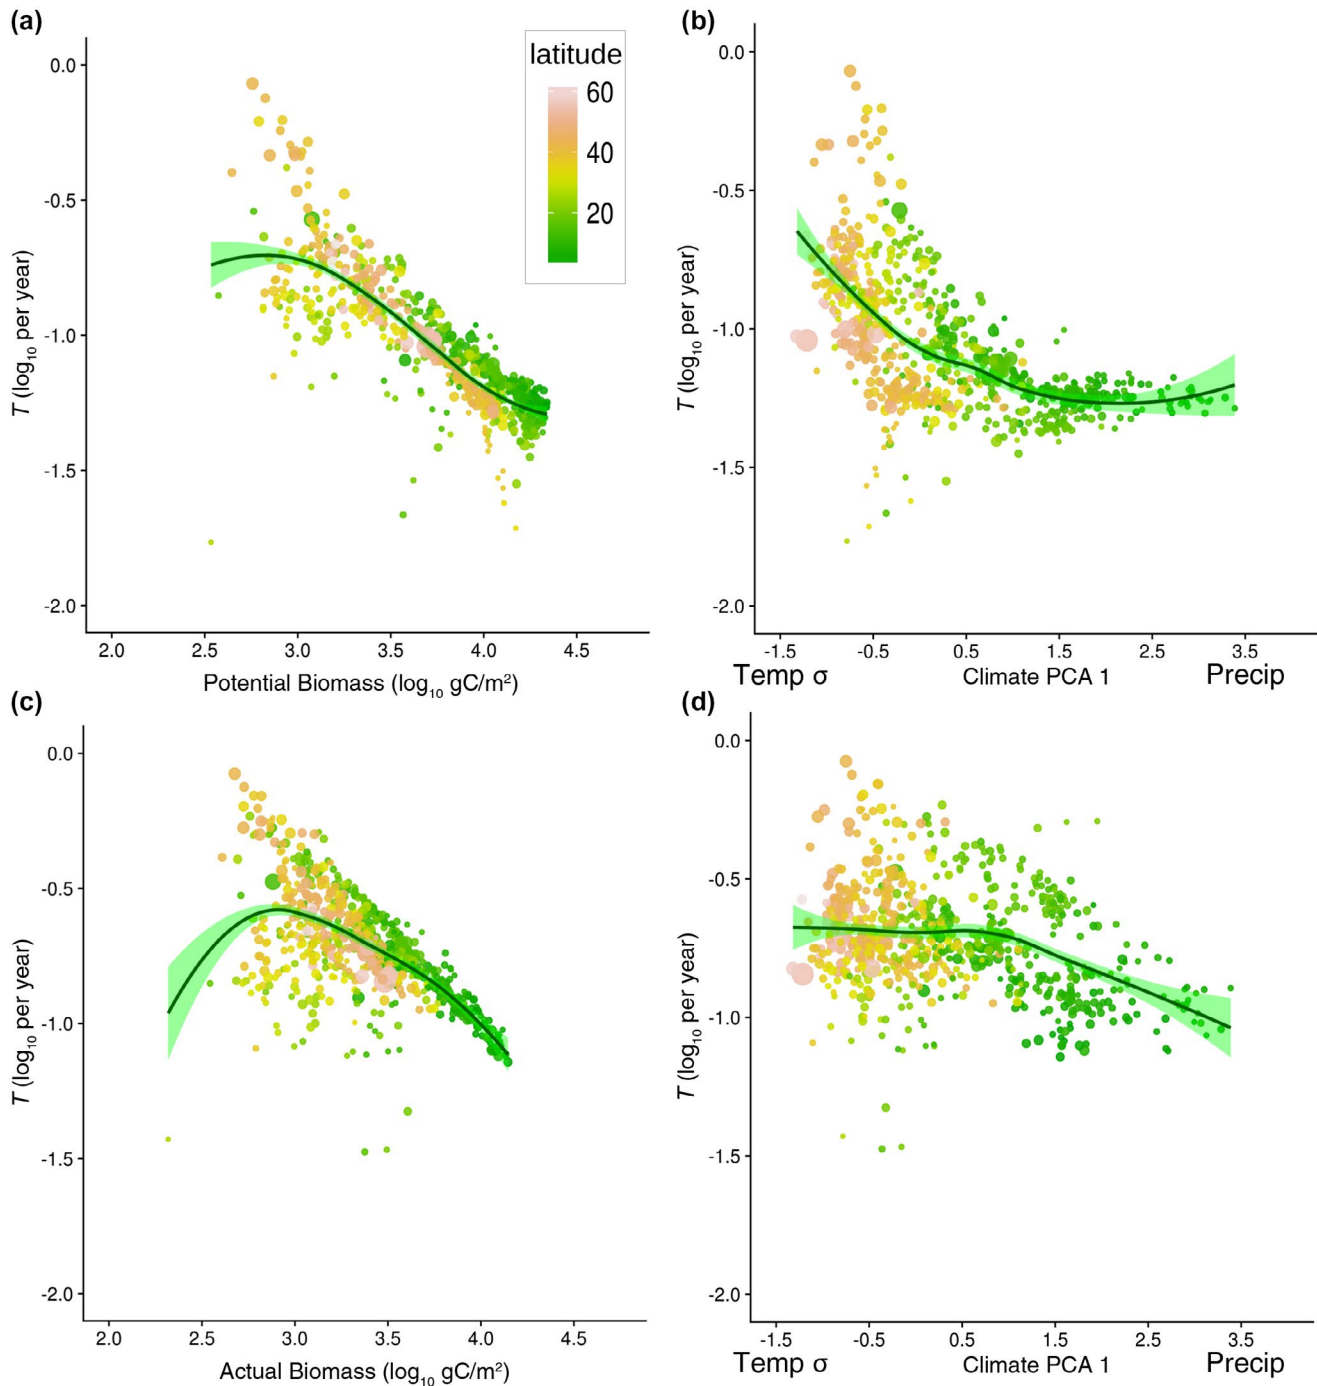 (a)
latitude
60
40
20
0.0
-0.5
-1.0
-1.5
-2.0
T (log₁₀ per year)
2.0 2.5 3.0 3.5 4.0 4.5
Potential Biomass (log₁₀ gC/m²)
(b)
0.0
-0.5
-1.0
-1.5
-2.0
T (log₁₀ per year)
-1.5 -0.5 0.5 1.5 2.5 3.5
Temp σ Climate PCA 1 Precip
(c)
0.0
-0.5
-1.0
-1.5
-2.0
T (log₁₀ per year)
2.0 2.5 3.0 3.5 4.0 4.5
Actual Biomass (log₁₀ gC/m²)
(d)
0.0
-0.5
-1.0
-1.5
-2.0
T (log₁₀ per year)
-1.5 -0.5 0.5 1.5 2.5 3.5
Temp σ Climate PCA 1 Precip